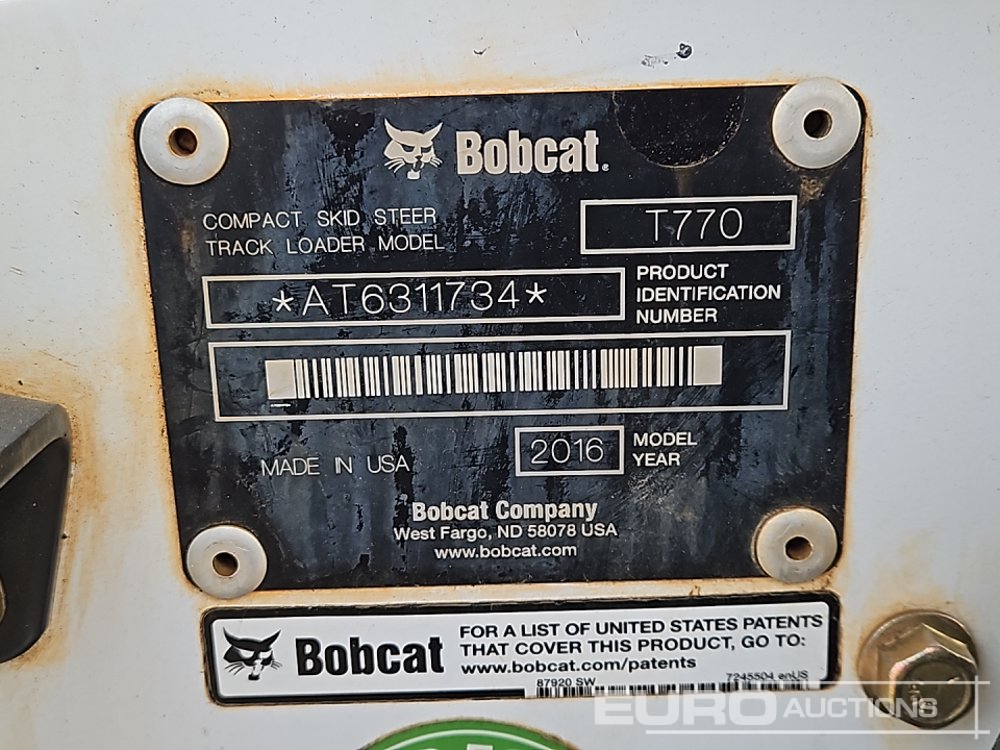 Bobcat.
COMPACT SKID STEER
TRACK LOADER MODEL
T770
*AT6311734*
PRODUCT
IDENTIFICATION
NUMBER
MADE IN USA
2016
MODEL
YEAR
Bobcat Company
West Fargo, ND 58078 USA
www.bobcat.com
Bobcat
FOR A LIST OF UNITED STATES PATENTS
THAT COVER THIS PRODUCT, GO TO:
www.bobcat.com/patents
87920 SW
7245504 enUS
EURO AUCTIONS